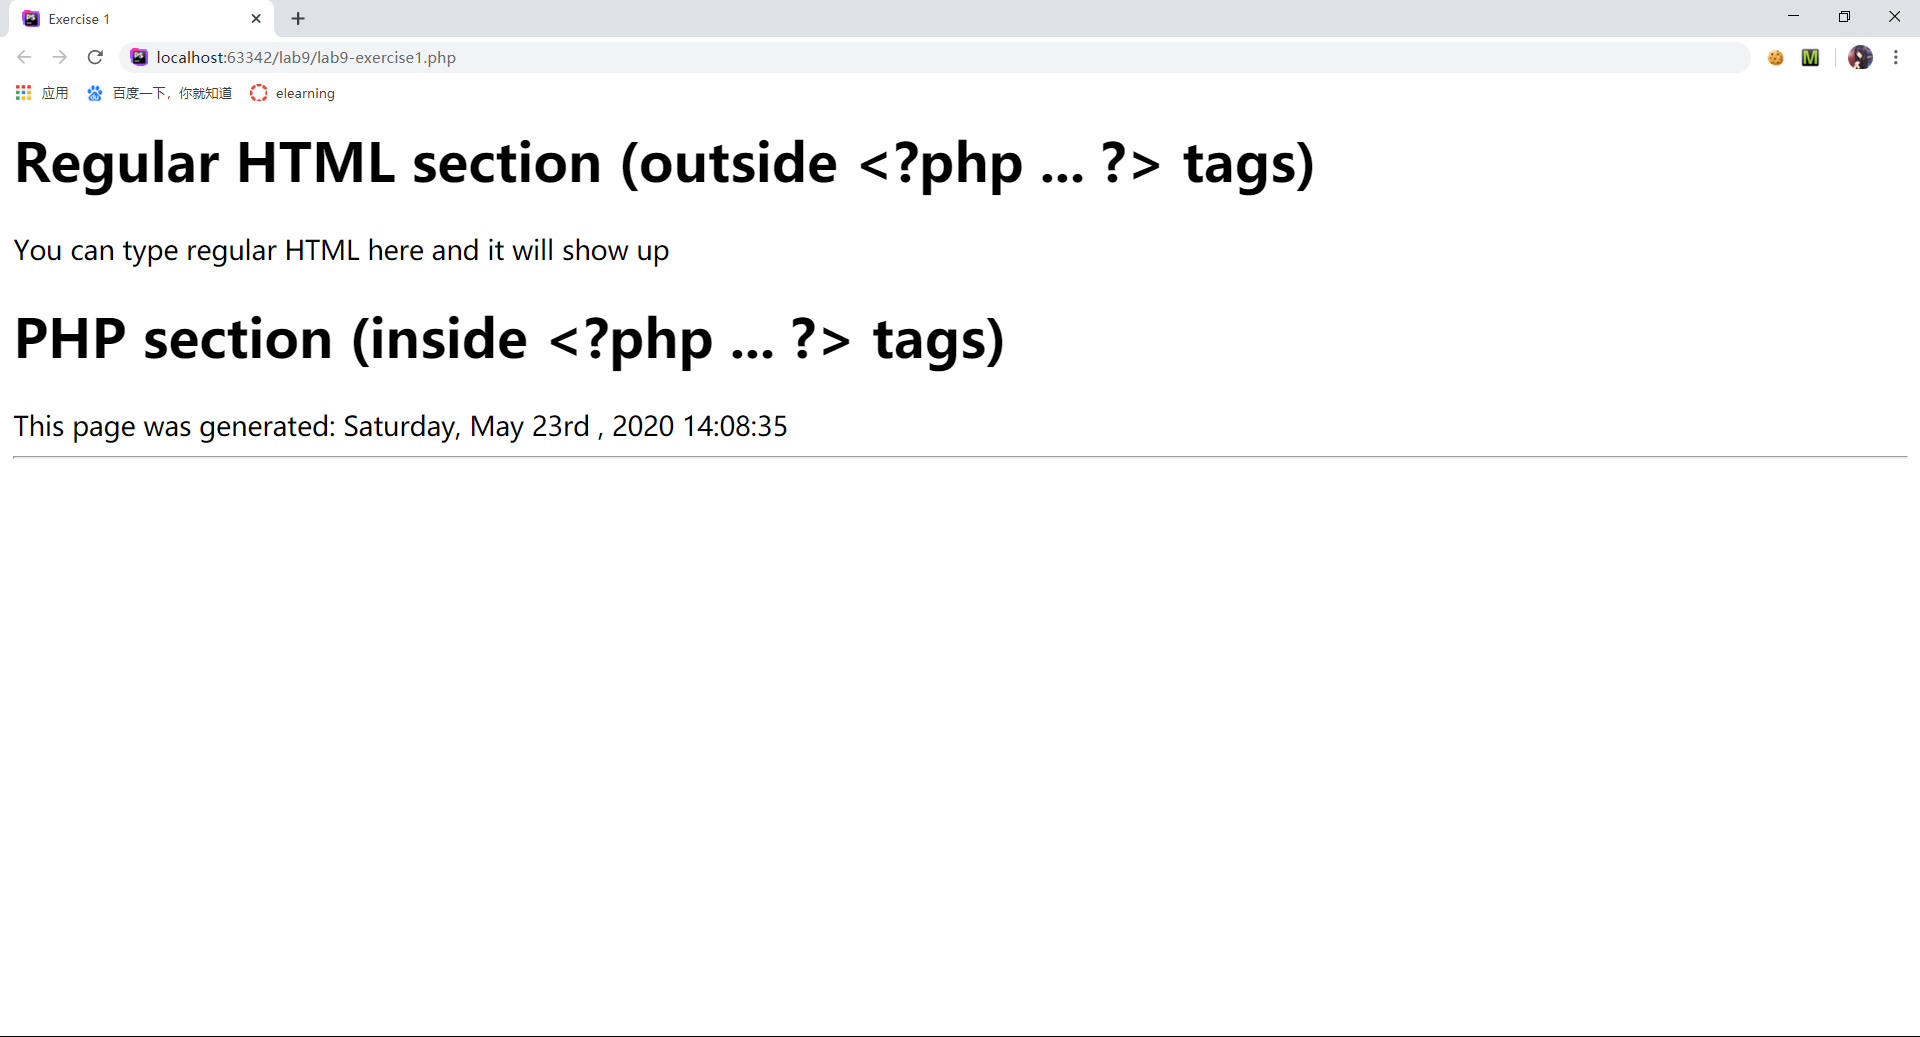 Exercise 1
localhost:63342/lab9/lab9-exercise1.php
应用 百度一下，你就知道 elearning
Regular HTML section (outside <?php ... ?> tags)
You can type regular HTML here and it will show up
PHP section (inside <?php ... ?> tags)
This page was generated: Saturday, May 23rd , 2020 14:08:35